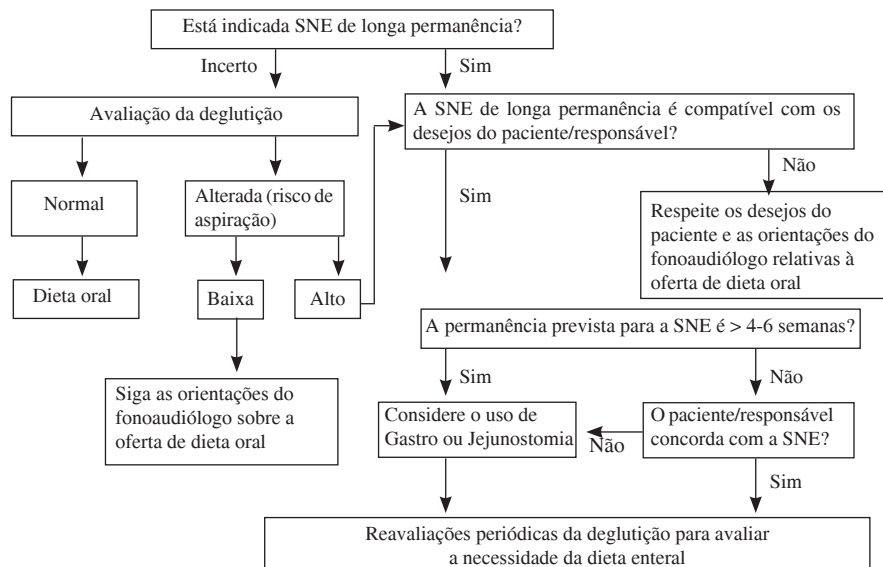 Está indicada SNE de longa permanência?
Incerto
Sim
Avaliação da deglutição
A SNE de longa permanência é compatível com os
desejos do paciente/responsável?
Normal
Alterada (risco de
aspiração)
Sim
Não
Dieta oral
Baixa
Alto
Respeite os desejos do
paciente e as orientações do
fonoaudiólogo relativas à
oferta de dieta oral
A permanência prevista para a SNE é > 4-6 semanas?
Siga as orientações do
fonoaudiólogo sobre a
oferta de dieta oral
Sim
Não
Considere o uso de
Gastro ou Jejunostomia
Não
O paciente/responsável
concorda com a SNE?
Sim
Reavaliações periódicas da deglutição para avaliar
a necessidade da dieta enteral